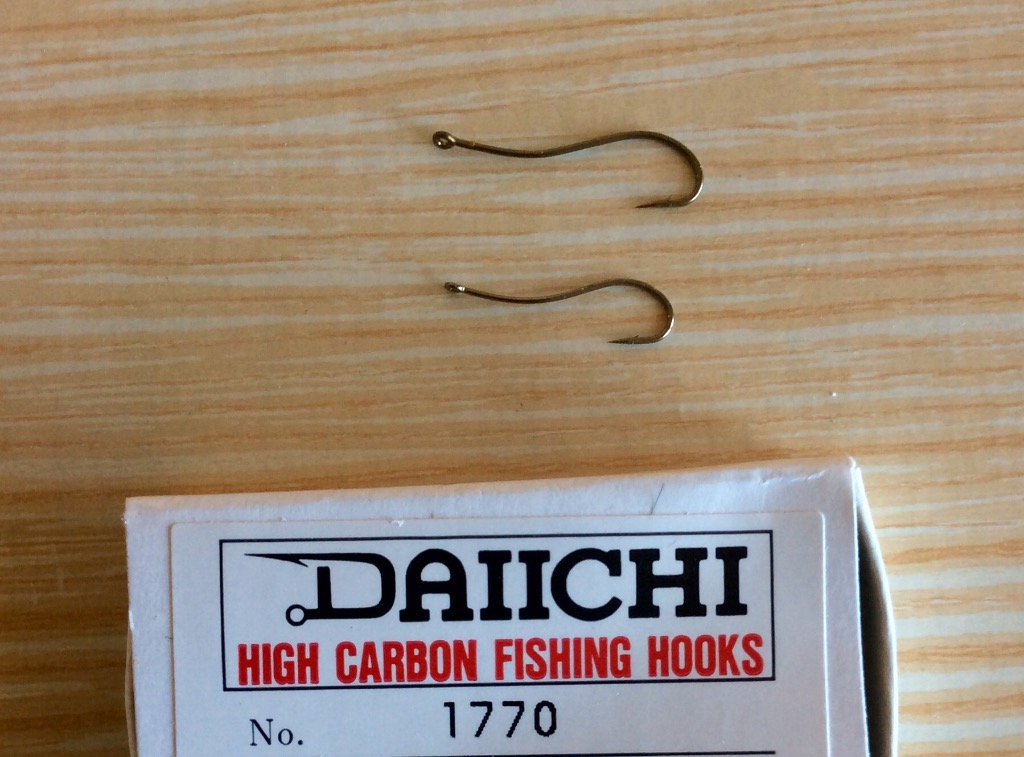 DAIICHI
HIGH CARBON FISHING HOOKS
No. 1770